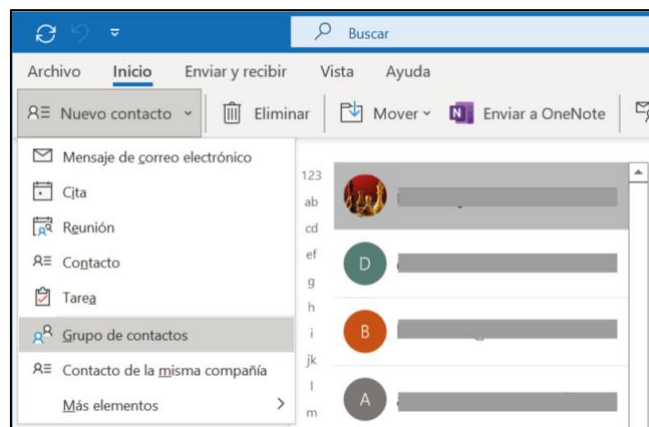 Buscar
Archivo Inicio Enviar y recibir Vista Ayuda
Nuevo contacto Eliminar Mover N Enviar a OneNote
Mensaje de correo electrónico
Cita
Reunión
Contacto
Tarea
Grupo de contactos
Contacto de la misma compañía
Más elementos
123
ab
cd
ef
g
h
i
jk
l
m
D
B
A